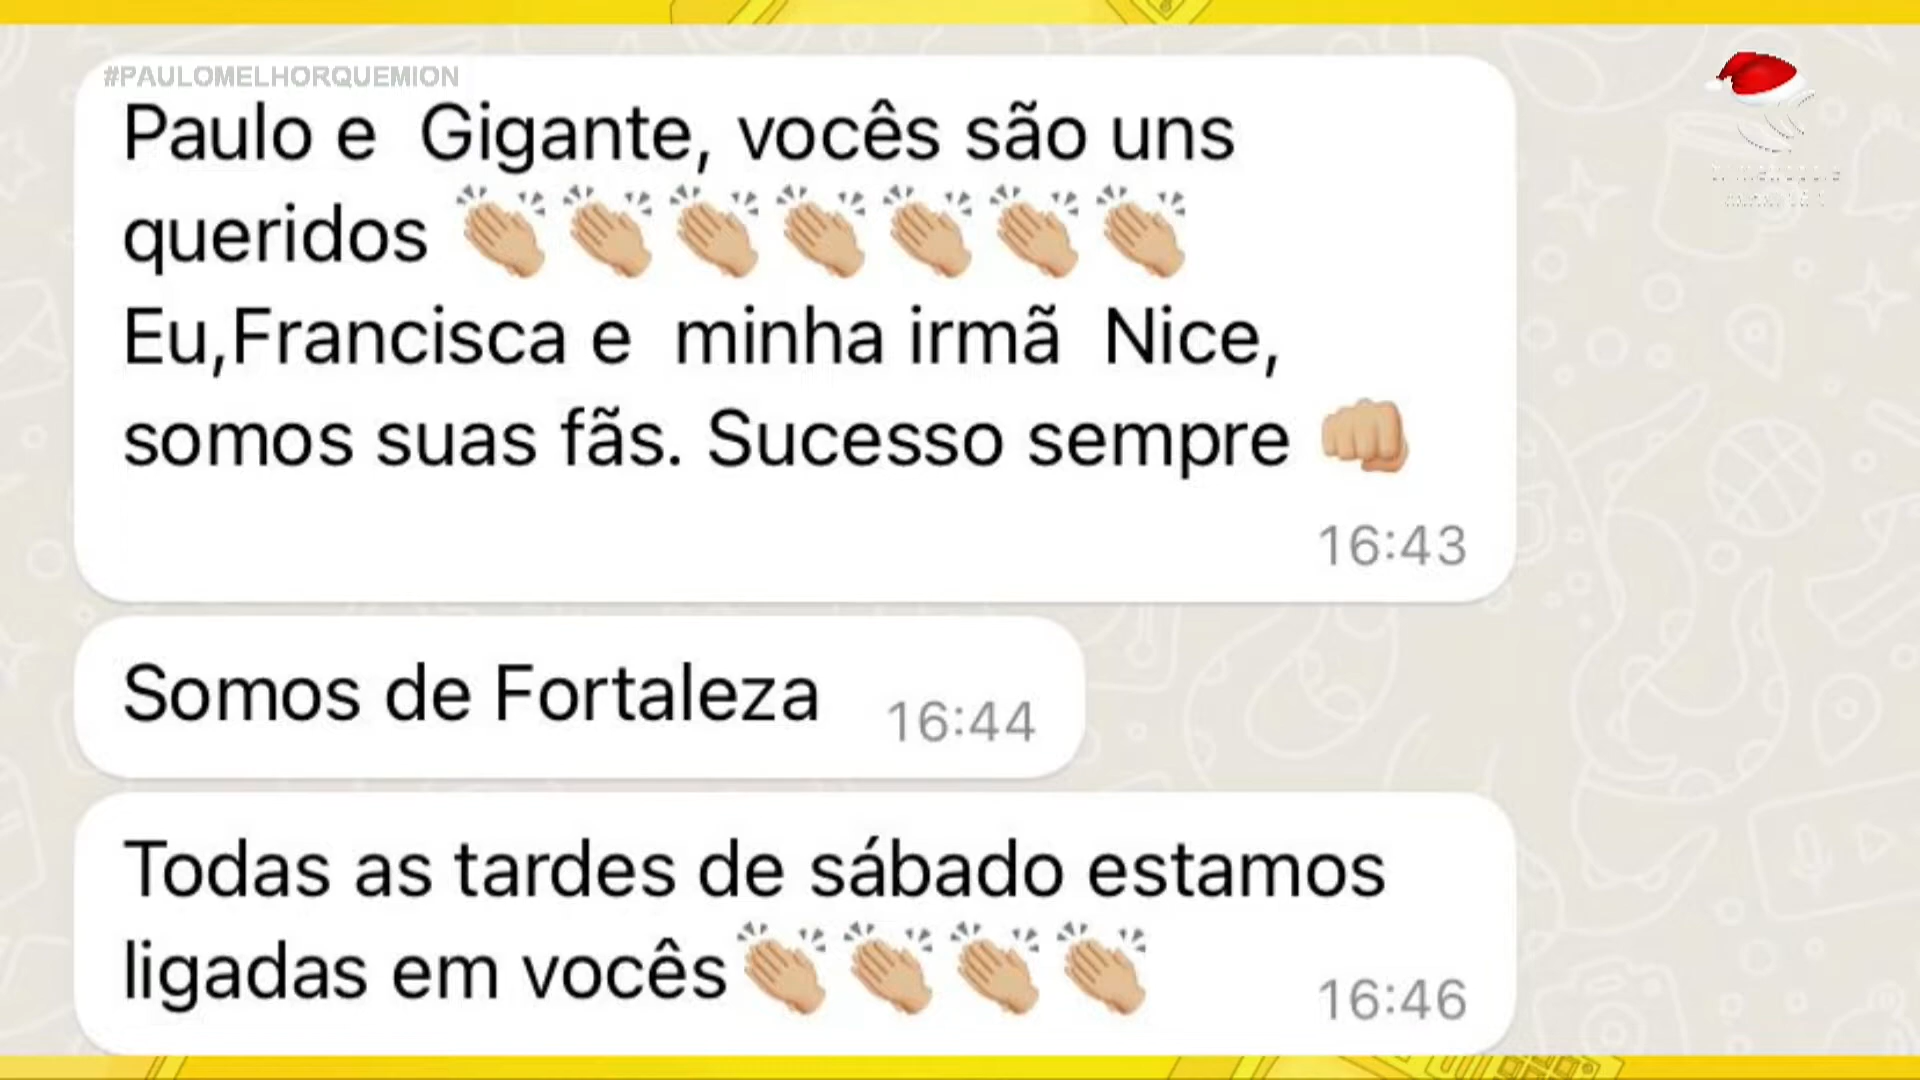 #PAULOMELHORQUEMION
Paulo e  Gigante, vocês são uns
queridos 👏🏼👏🏼👏🏼👏🏼👏🏼👏🏼👏🏼
Eu,Francisca e  minha irmã  Nice,
somos suas fãs. Sucesso sempre 👊🏼
16:43
Somos de Fortaleza
16:44
Todas as tardes de sábado estamos
ligadas em vocês👏🏼👏🏼👏🏼👏🏼
16:46